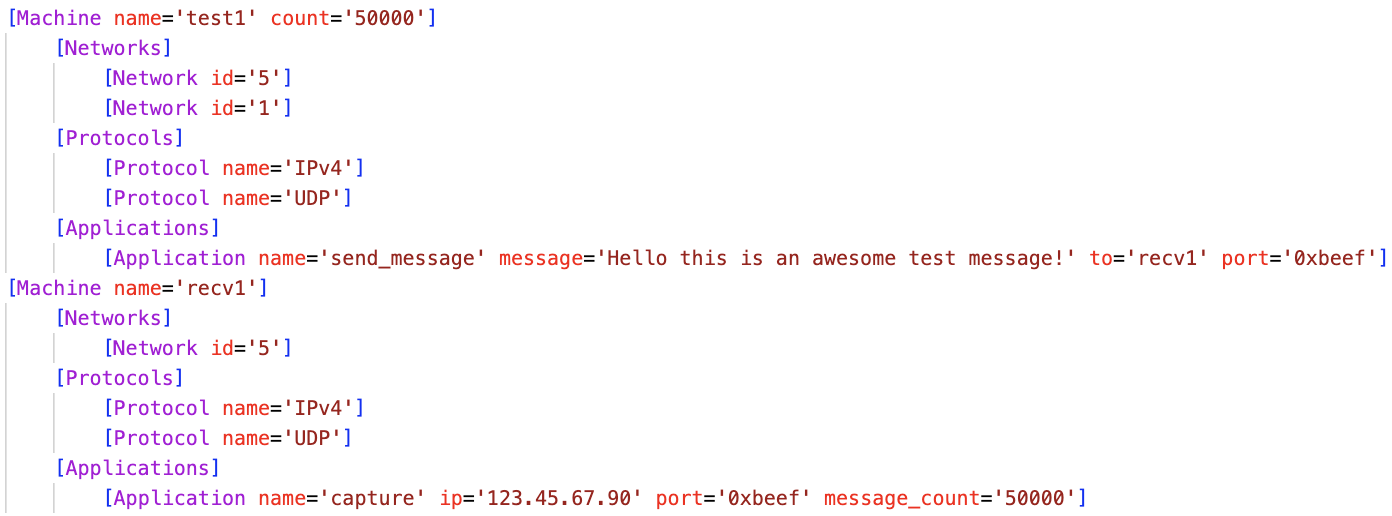 [Machine name='test1' count='50000']
[Networks]
[Network id='5']
[Network id='1']
[Protocols]
[Protocol name='IPv4']
[Protocol name='UDP']
[Applications]
[Application name='send_message' message='Hello this is an awesome test message!' to='recv1' port='0xbeef']
[Machine name='recv1']
[Networks]
[Network id='5']
[Protocols]
[Protocol name='IPv4']
[Protocol name='UDP']
[Applications]
[Application name='capture' ip='123.45.67.90' port='0xbeef' message_count='50000']